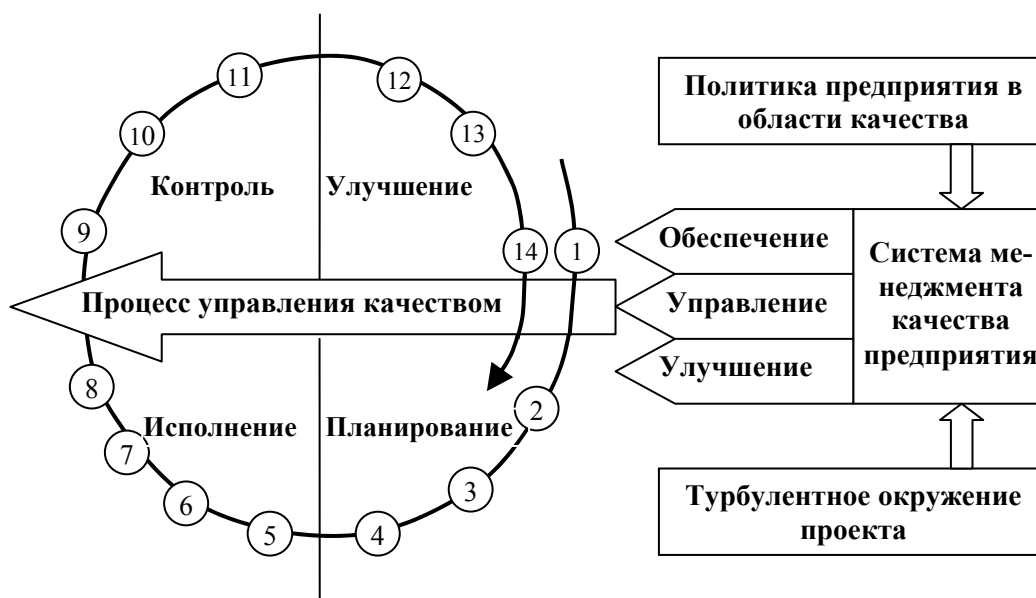 11
12
10
13
Контроль
Улучшение
9
14
1
Процесс управления качеством
8
Исполнение
Планирование
2
7
3
6
5
4
Политика предприятия в
области качества
Обеспечение
Управление
Улучшение
Система ме-
неджмента
качества
предприятия
Турбулентное окружение
проекта